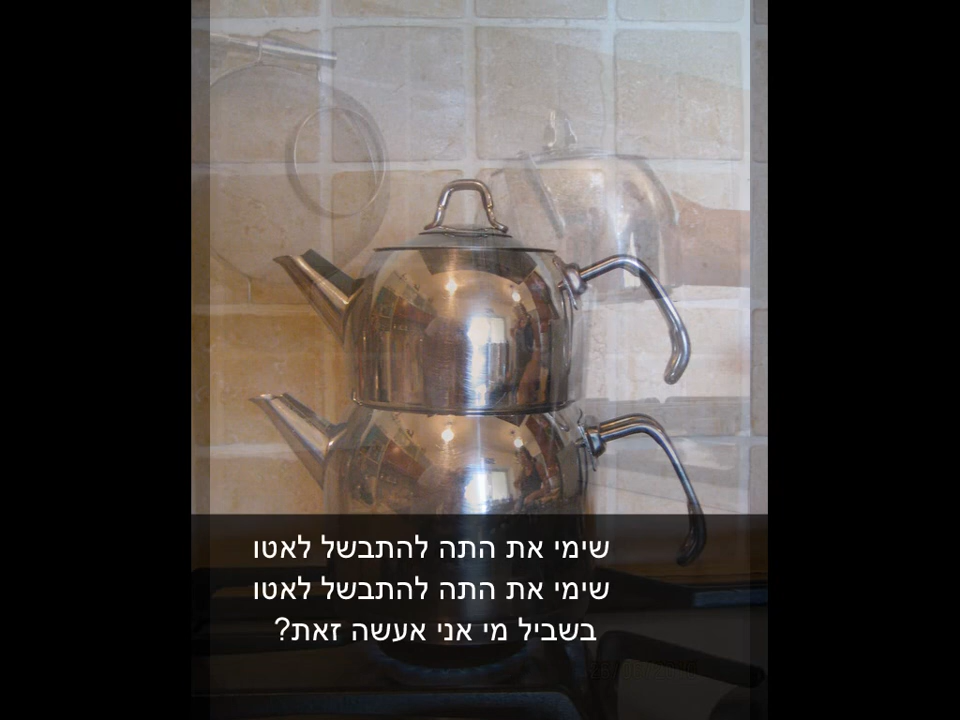 שימי את התה להתבשל לאטו
שימי את התה להתבשל לאטו
בשביל מי אני אעשה זאת?